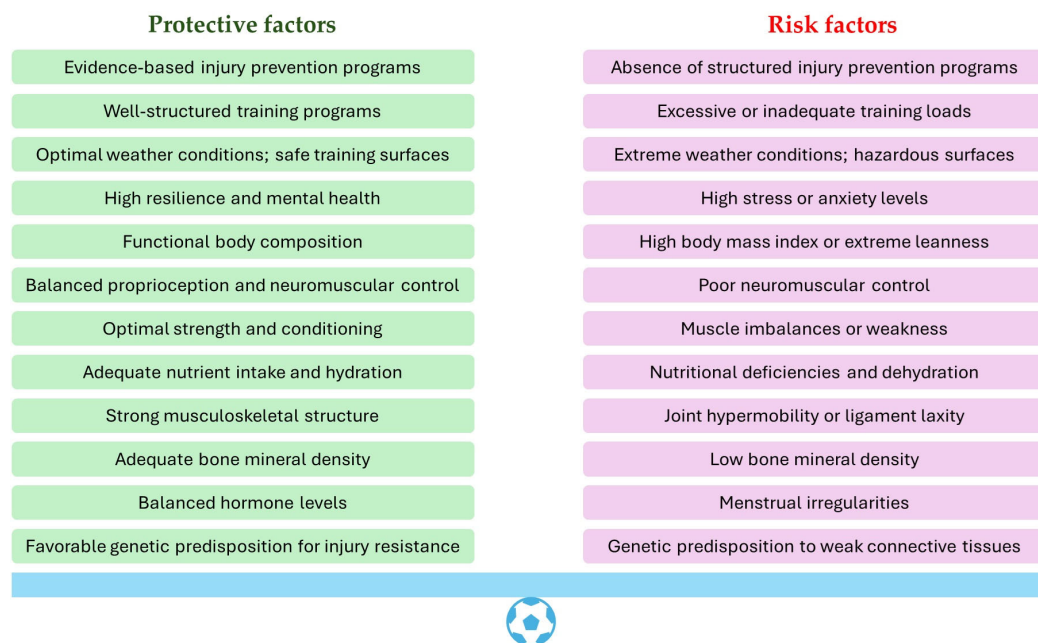 Protective factors
Evidence-based injury prevention programs
Well-structured training programs
Optimal weather conditions; safe training surfaces
High resilience and mental health
Functional body composition
Balanced proprioception and neuromuscular control
Optimal strength and conditioning
Adequate nutrient intake and hydration
Strong musculoskeletal structure
Adequate bone mineral density
Balanced hormone levels
Favorable genetic predisposition for injury resistance
Risk factors
Absence of structured injury prevention programs
Excessive or inadequate training loads
Extreme weather conditions; hazardous surfaces
High stress or anxiety levels
High body mass index or extreme leanness
Poor neuromuscular control
Muscle imbalances or weakness
Nutritional deficiencies and dehydration
Joint hypermobility or ligament laxity
Low bone mineral density
Menstrual irregularities
Genetic predisposition to weak connective tissues